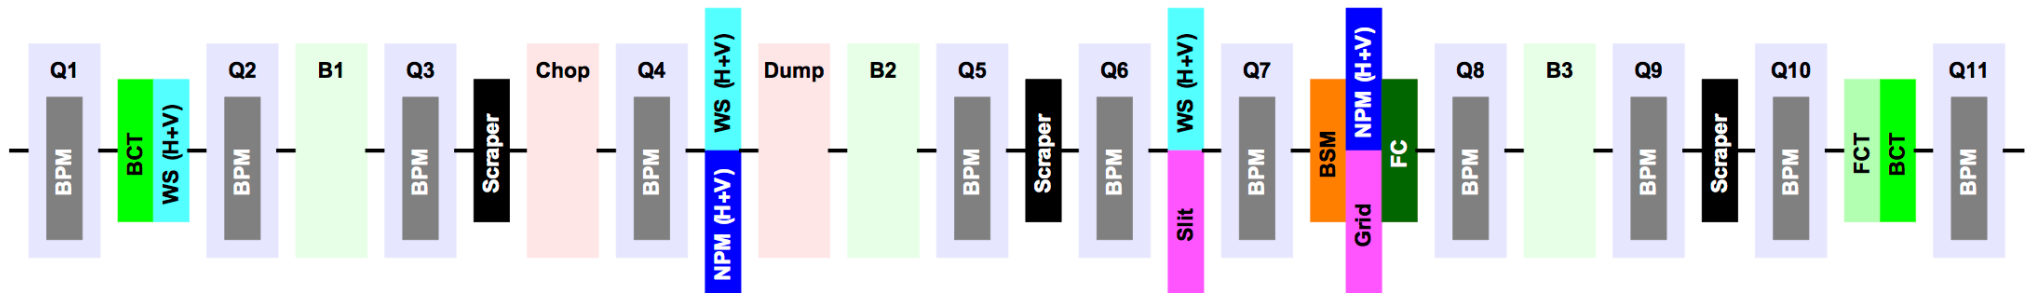 Q1
BPM
BCT
WS (H+V)
Q2
BPM
B1
Q3
BPM
Scraper
Chop
Q4
BPM
WS (H+V)
NPM (H+V)
Dump
B2
Q5
BPM
Scraper
Q6
BPM
WS (H+V)
Slit
Q7
BPM
BSM
NPM (H+V)
Grid
FC
Q8
BPM
B3
Q9
BPM
Scraper
Q10
BPM
FCT
BCT
Q11
BPM